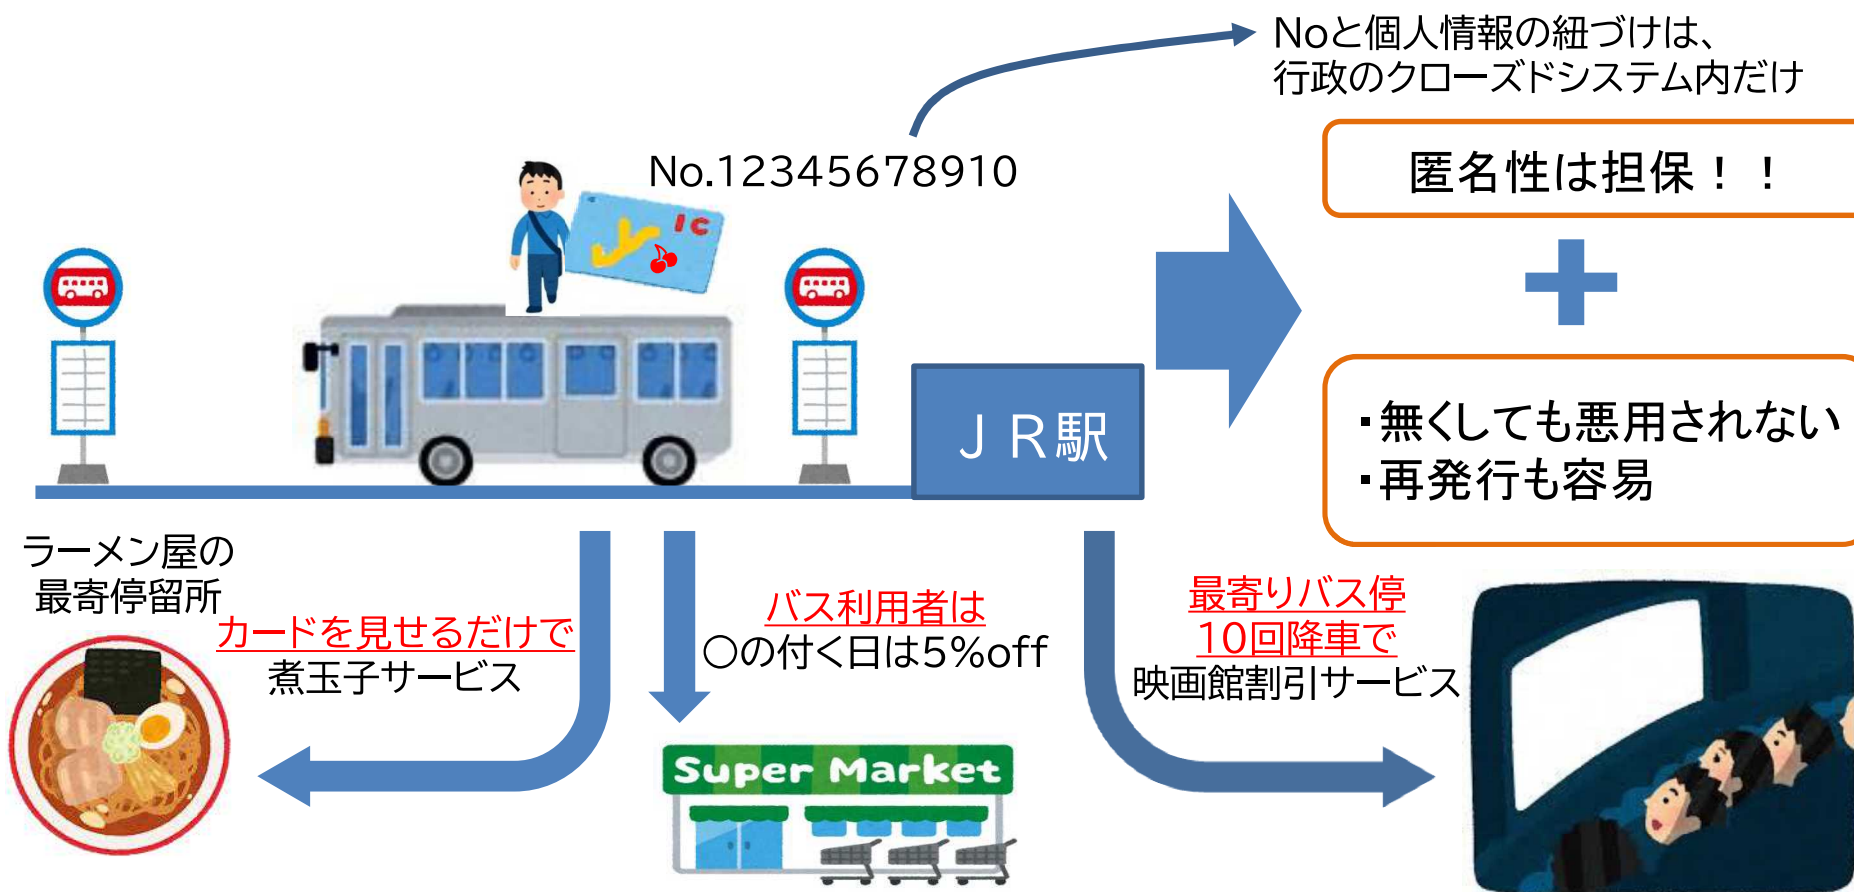 Noと個人情報の紐づけは、
行政のクローズドシステム内だけ
No.12345678910
匿名性は担保！！
IC
JR駅
・無くしても悪用されない
・再発行も容易
ラーメン屋の
最寄停留所
カードを見せるだけで
煮玉子サービス
バス利用者は
〇の付く日は5%off
最寄りバス停
10回降車で
映画館割引サービス
Super Market